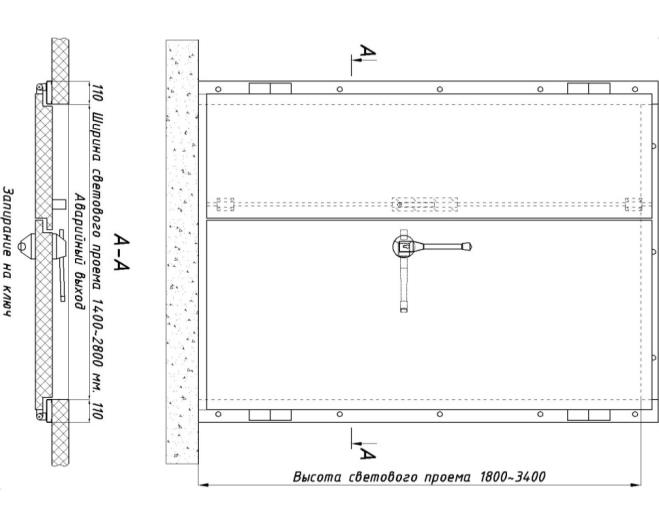 А
А
Высота светового проема 1800~3400
А-А
110 Ширина светового проема 1400~2800 мм. 110
Аварийный выход
Запирание на ключ